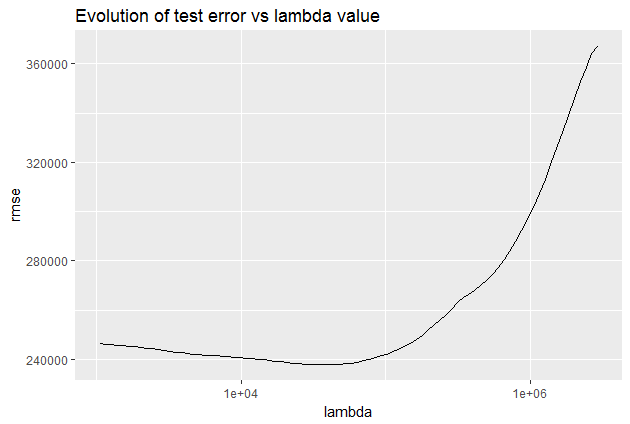 Evolution of test error vs lambda value
360000
320000
280000
240000
rmse
1e+04
1e+06
lambda